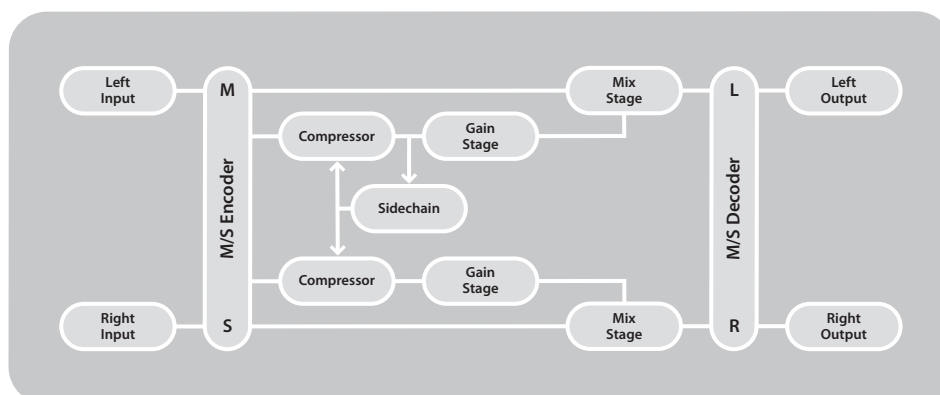 Left
Input
M
Mix
Stage
L
Left
Output
Compressor
Gain
Stage
M/S Encoder
Sidechain
M/S Decoder
Compressor
Gain
Stage
Right
Input
S
Mix
Stage
R
Right
Output